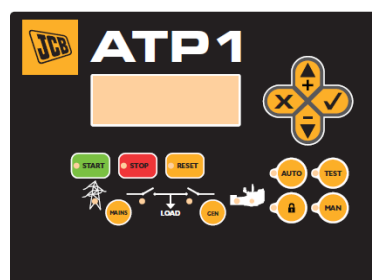 JCB
ATP1
+
-
START STOP RESET
AUTO TEST
MAINS LOAD GEN
MAN